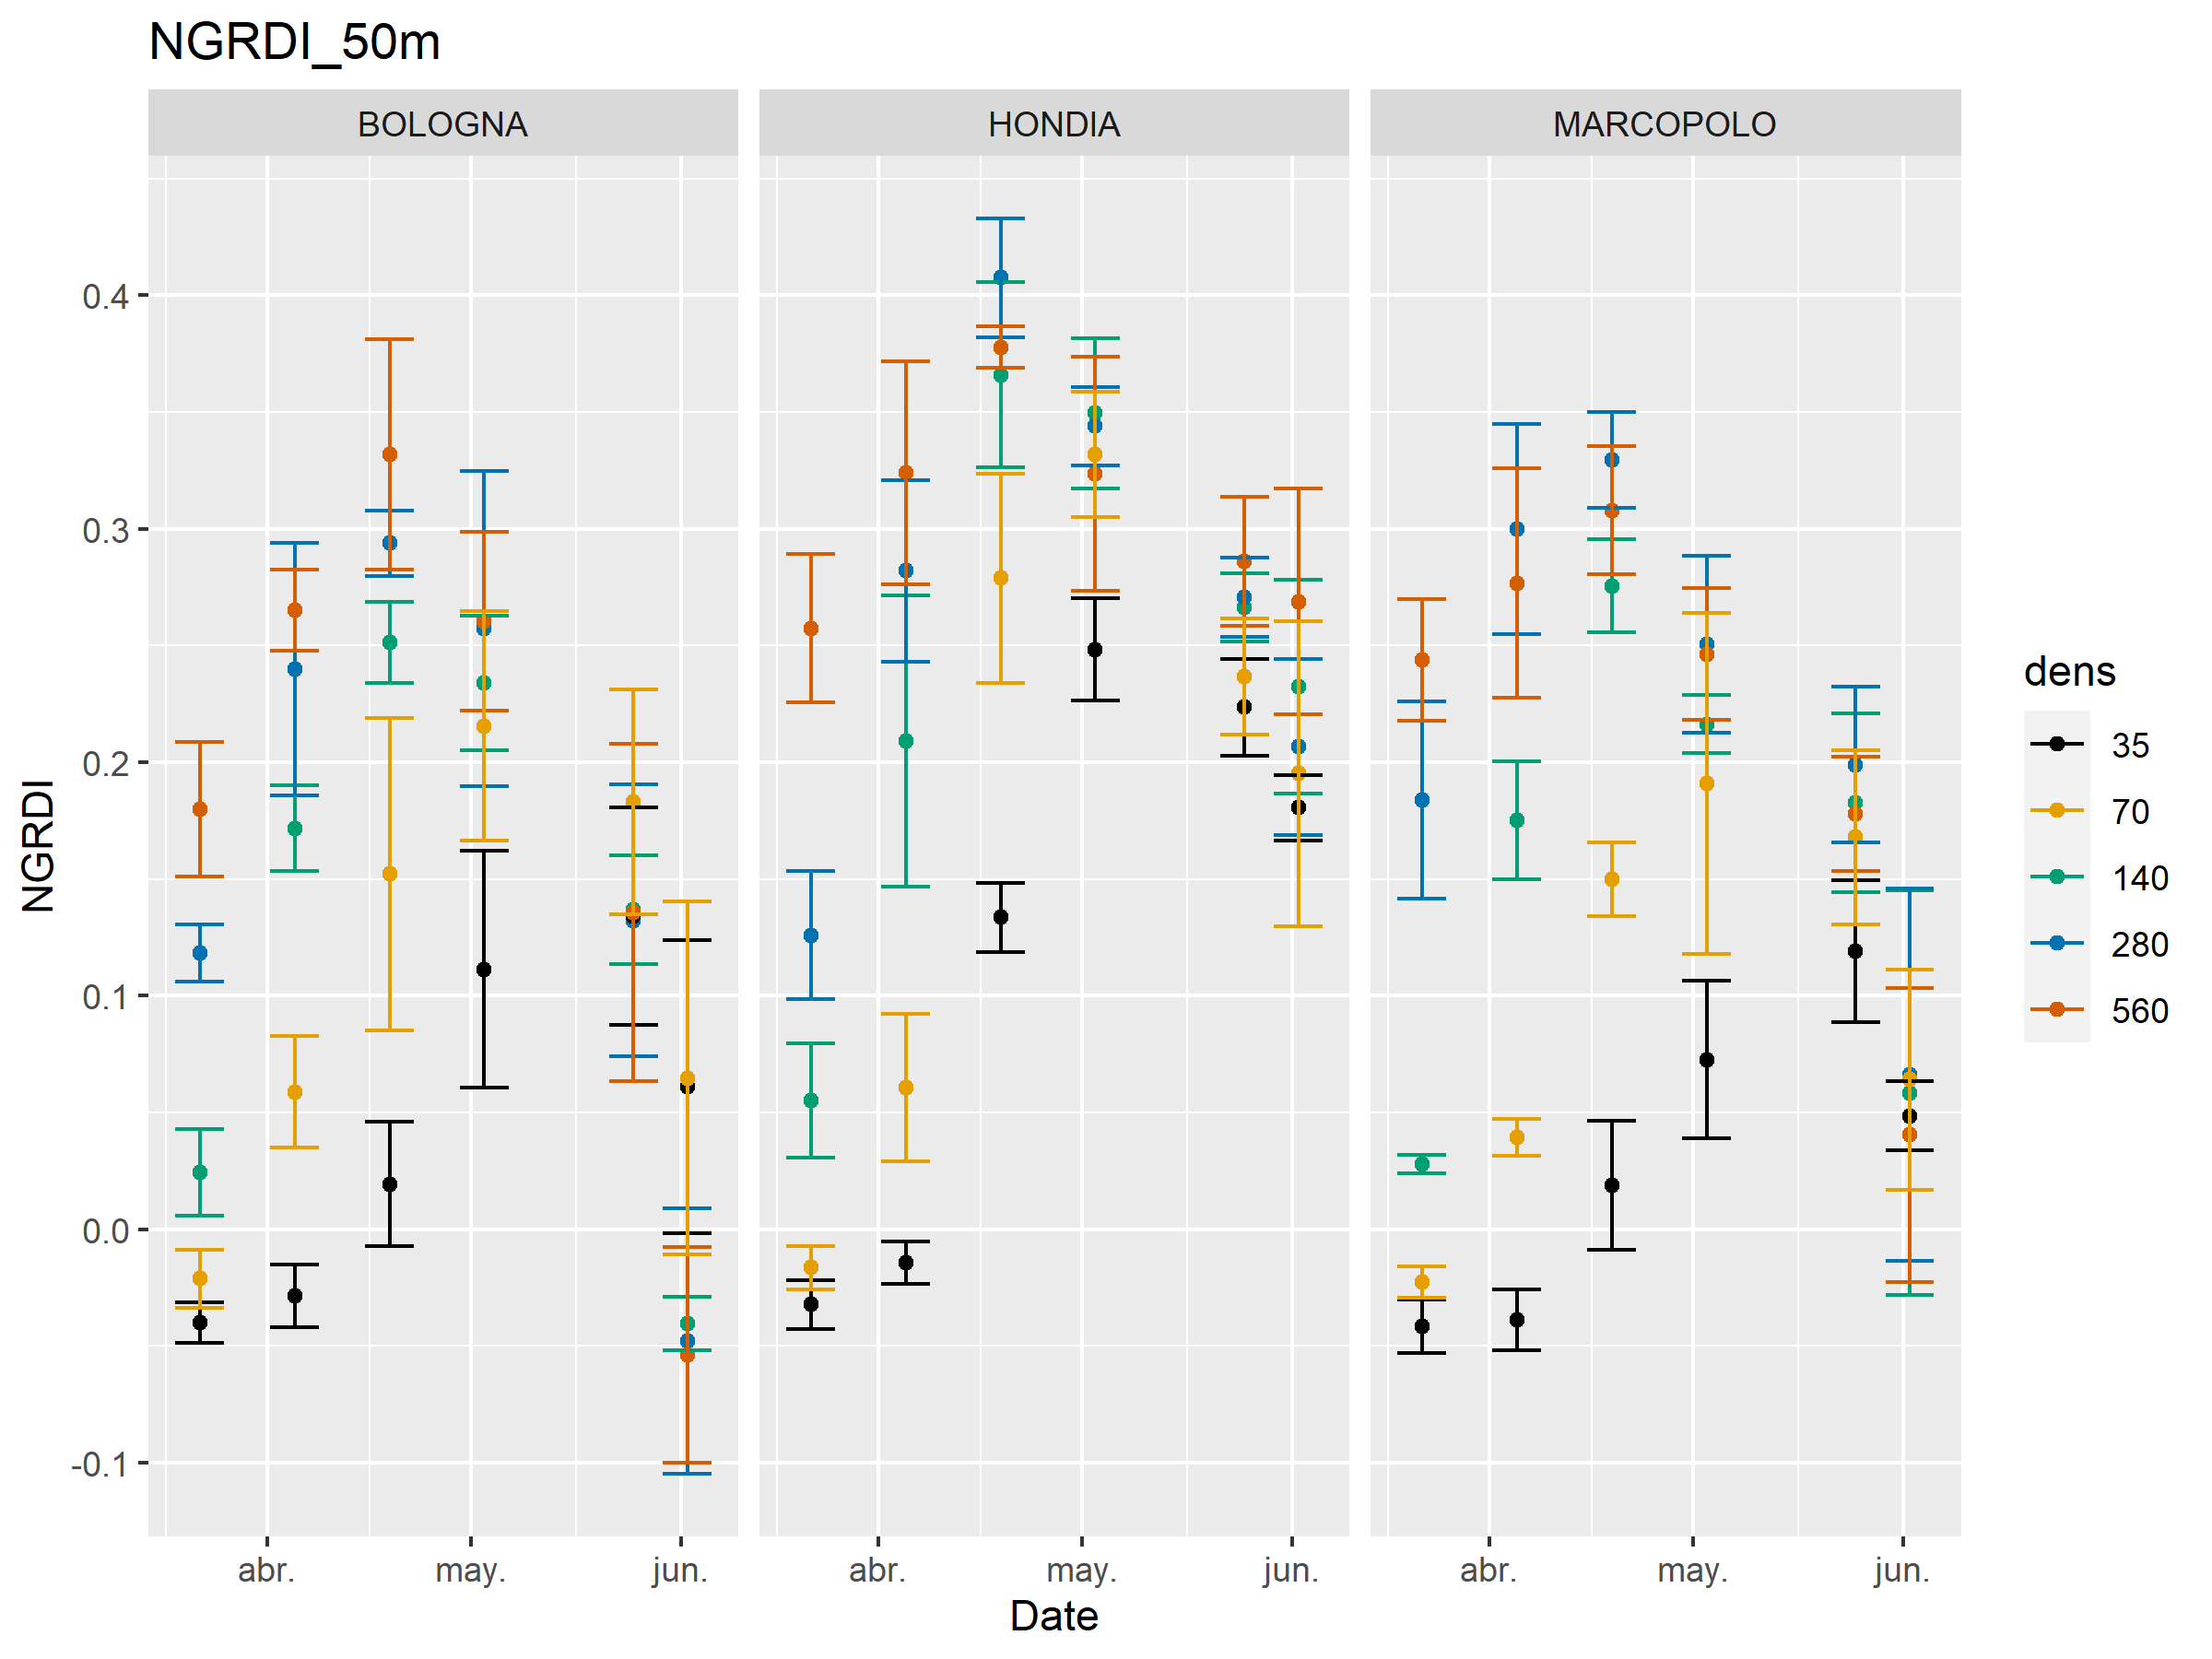 NGRDI_50m
BOLOGNA HONDIA MARCOPOLO
NGRDI
0.4
0.3
0.2
0.1
0.0
-0.1
abr. may. jun. abr. may. jun. abr. may. jun.
Date
dens
35
70
140
280
560